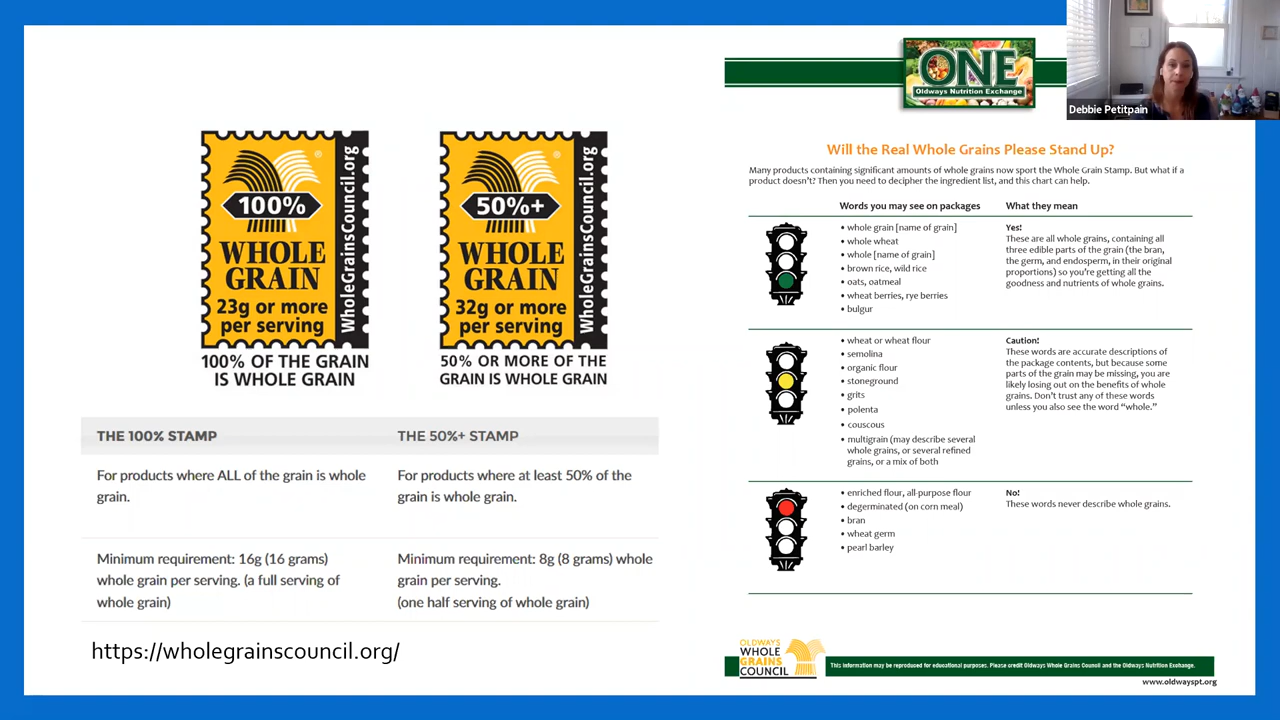 100%
WHOLE
GRAIN
23g or more
per serving
WholeGrainsCouncil.org
®
100% OF THE GRAIN
IS WHOLE GRAIN
50%+
WHOLE
GRAIN
32g or more
per serving
WholeGrainsCouncil.org
®
50% OR MORE OF THE
GRAIN IS WHOLE GRAIN
THE 100% STAMP
THE 50%+ STAMP
For products where ALL of the grain is whole
grain.
For products where at least 50% of the
grain is whole grain.
Minimum requirement: 16g (16 grams)
whole grain per serving. (a full serving of
whole grain)
Minimum requirement: 8g (8 grams) whole
grain per serving.
(one half serving of whole grain)
https://wholegrainscouncil.org/
ONE
Oldways Nutrition Exchange
Debbie Petitpain
Will the Real Whole Grains Please Stand Up?
Many products containing significant amounts of whole grains now sport the Whole Grain Stamp. But what if a
product doesn't? Then you need to decipher the ingredient list, and this chart can help.
Words you may see on packages
What they mean
• whole grain [name of grain]
• whole wheat
• whole [name of grain]
• brown rice, wild rice
• oats, oatmeal
• wheat berries, rye berries
• bulgur
Yes!
These are all whole grains, containing all
three edible parts of the grain (the bran,
the germ, and endosperm, in their original
proportions) so you're getting all the
goodness and nutrients of whole grains.
• wheat or wheat flour
• semolina
• organic flour
• stoneground
• grits
• polenta
• couscous
• multigrain (may describe several
whole grains, or several refined
grains, or a mix of both
Caution!
These words are accurate descriptions of
the package contents, but because some
parts of the grain may be missing, you are
likely losing out on the benefits of whole
grains. Don't trust any of these words
unless you also see the word "whole."
• enriched flour, all-purpose flour
• degerminated (on corn meal)
• bran
• wheat germ
• pearl barley
No!
These words never describe whole grains.
OLDWAYS
WHOLE
GRAINS
COUNCIL
This information may be reproduced for educational purposes. Please credit Oldways Whole Grains Council and the Oldways Nutrition Exchange.
www.oldwayspt.org